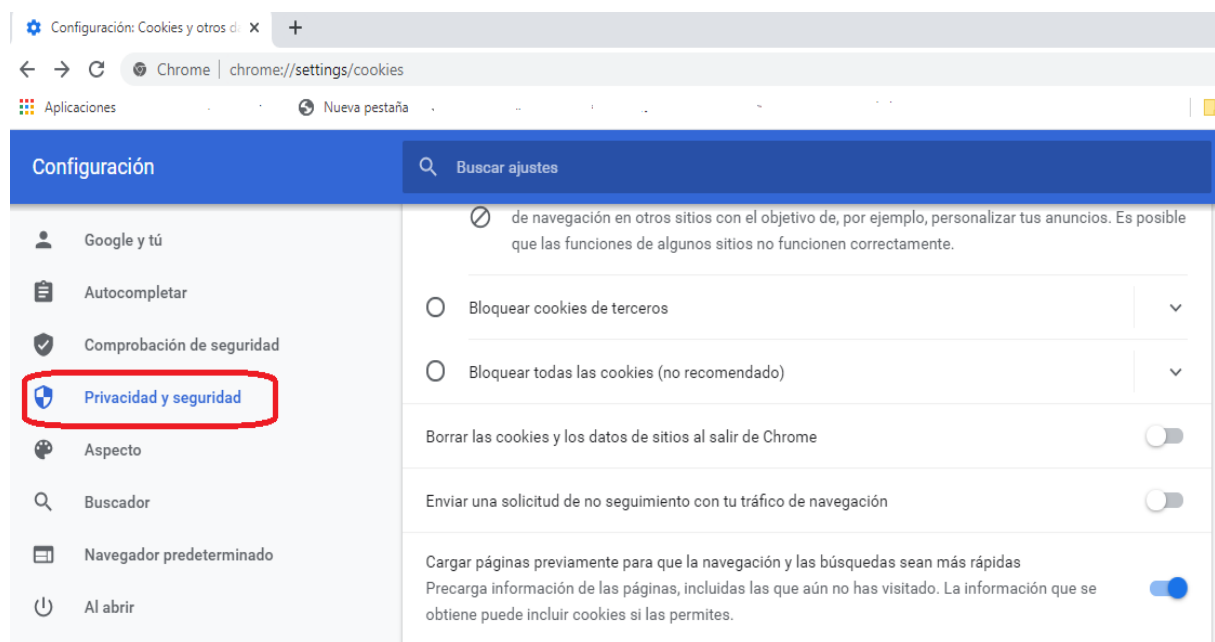 Configuración: Cookies y otros d
Chrome | chrome://settings/cookies
Aplicaciones
Nueva pestaña
Configuración
Buscar ajustes
Google y tú
Autocompletar
Comprobación de seguridad
Privacidad y seguridad
Aspecto
Buscador
Navegador predeterminado
Al abrir
de navegación en otros sitios con el objetivo de, por ejemplo, personalizar tus anuncios. Es posible
que las funciones de algunos sitios no funcionen correctamente.
Bloquear cookies de terceros
Bloquear todas las cookies (no recomendado)
Borrar las cookies y los datos de sitios al salir de Chrome
Enviar una solicitud de no seguimiento con tu tráfico de navegación
Cargar páginas previamente para que la navegación y las búsquedas sean más rápidas
Precarga información de las páginas, incluidas las que aún no has visitado. La información que se
obtiene puede incluir cookies si las permites.